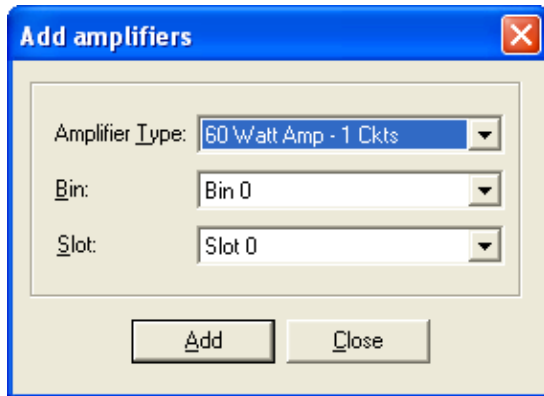 Add amplifiers
Amplifier Type: 60 Watt Amp - 1 Ckts
Bin: Bin 0
Slot: Slot 0
Add Close